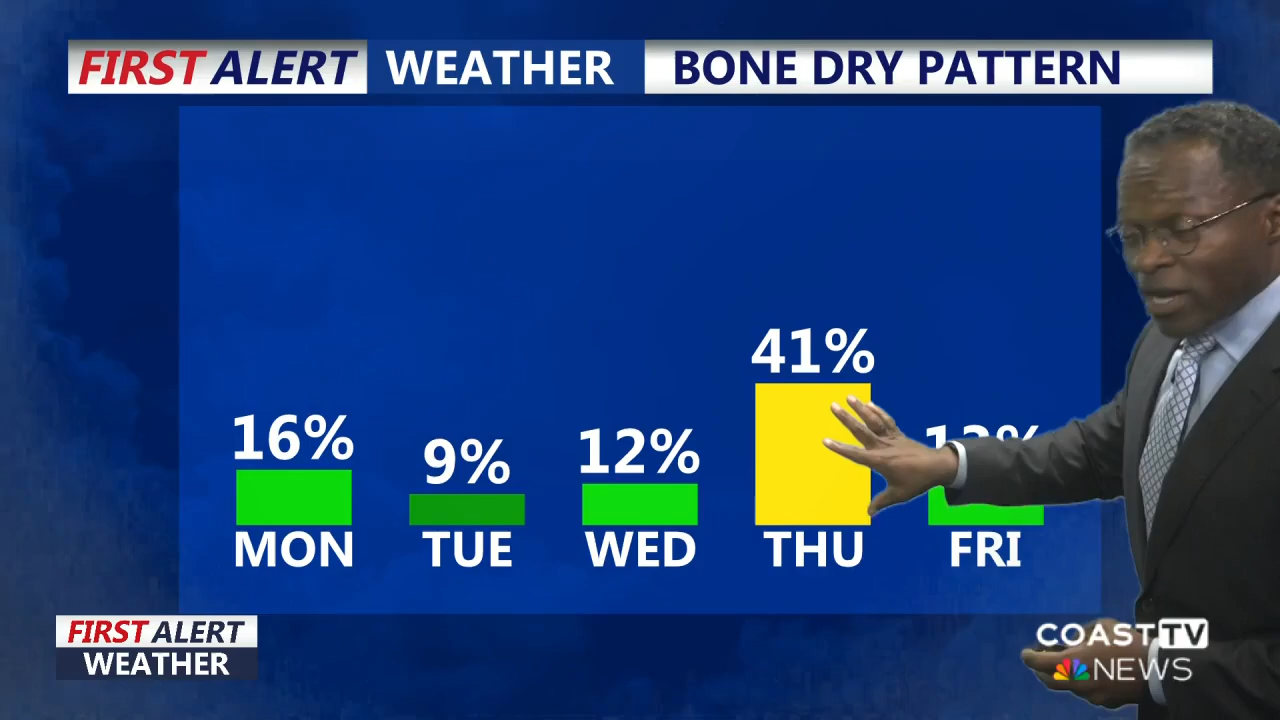 FIRST ALERT WEATHER BONE DRY PATTERN
41%
16%
9%
12%
MON
TUE
WED
THU
FRI
FIRST ALERT
WEATHER
COAST TV
NEWS